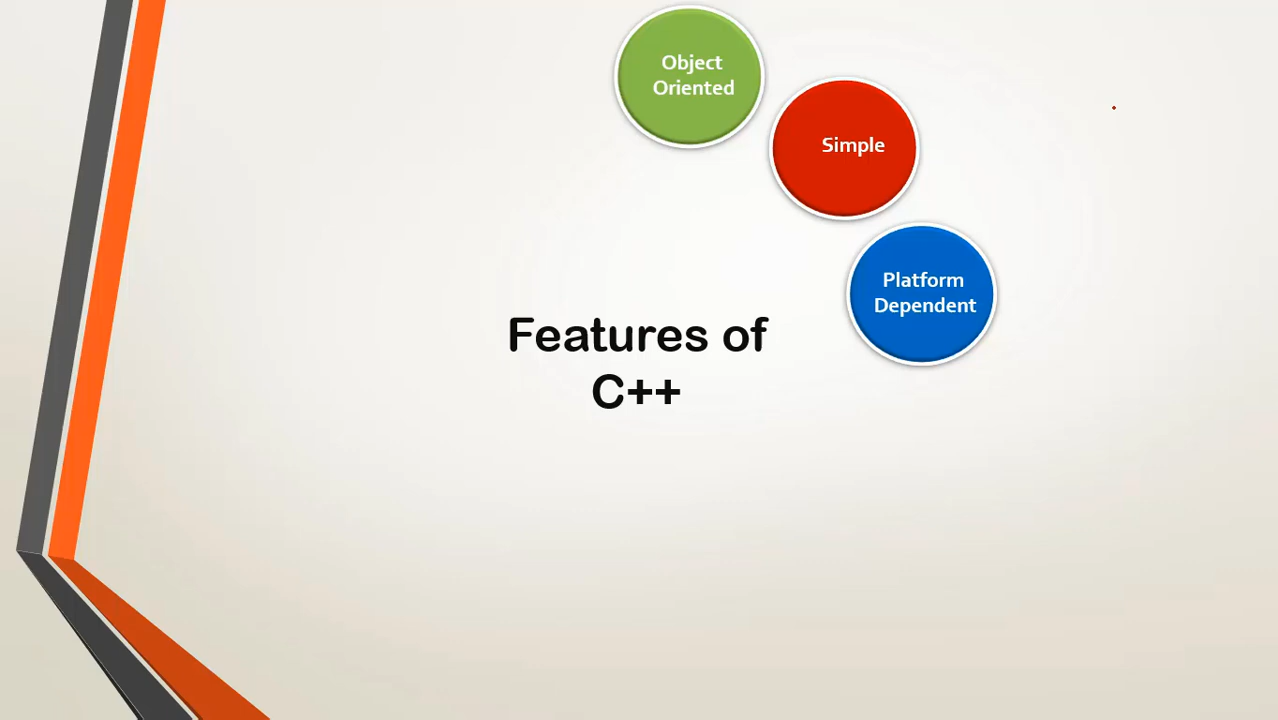 Object
Oriented
Simple
Platform
Dependent
Features of
C++